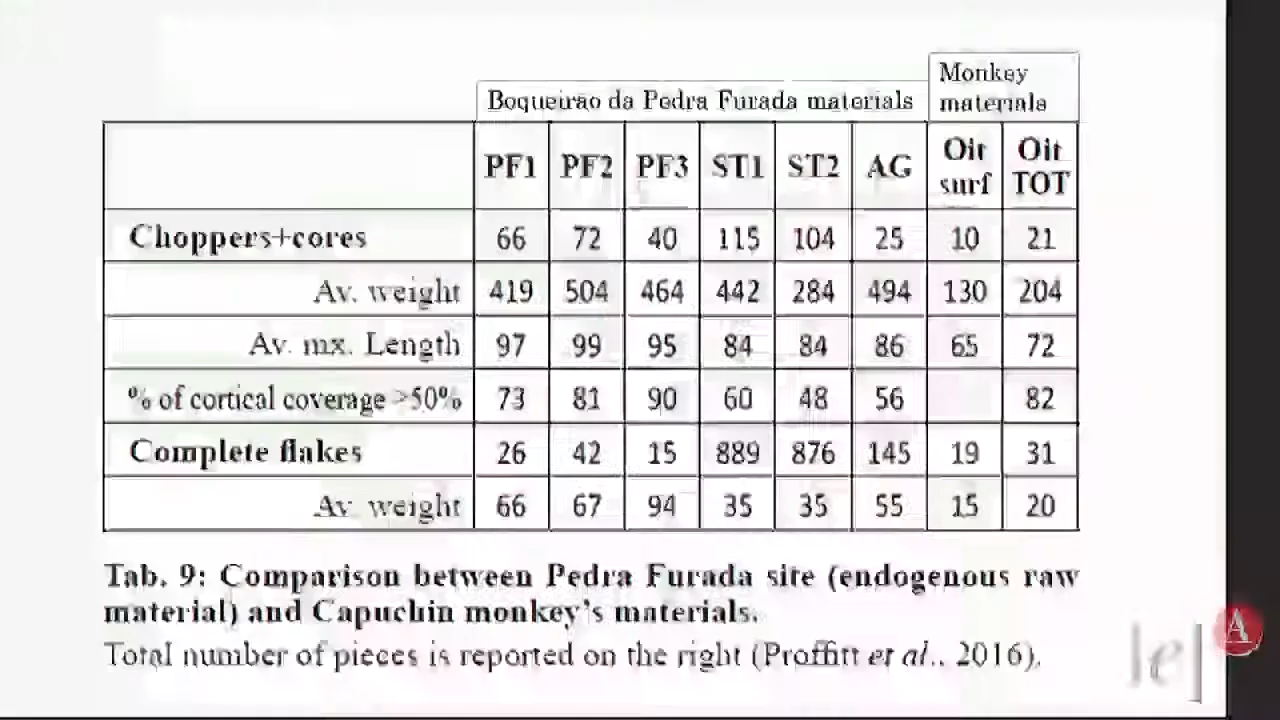 Monkey
Boqueirao da Pedra Furada materials materials
PF1 PF2 PF3 ST1 ST2 AG Oit surf Oit TOT
Choppers+cores 66 72 40 115 104 25 10 21
Av. weight 419 504 464 442 284 494 130 204
Av. mx. Length 97 99 95 84 84 86 65 72
% of cortical coverage >50% 73 81 90 60 48 56 82
Complete flakes 26 42 15 889 876 145 19 31
Av. weight 66 67 94 35 35 55 15 20
Tab. 9: Comparison between Pedra Furada site (endogenous raw
material) and Capuchin monkey's materials.
Total number of pieces is reported on the right (Proffitt et al., 2016).
|e|
A